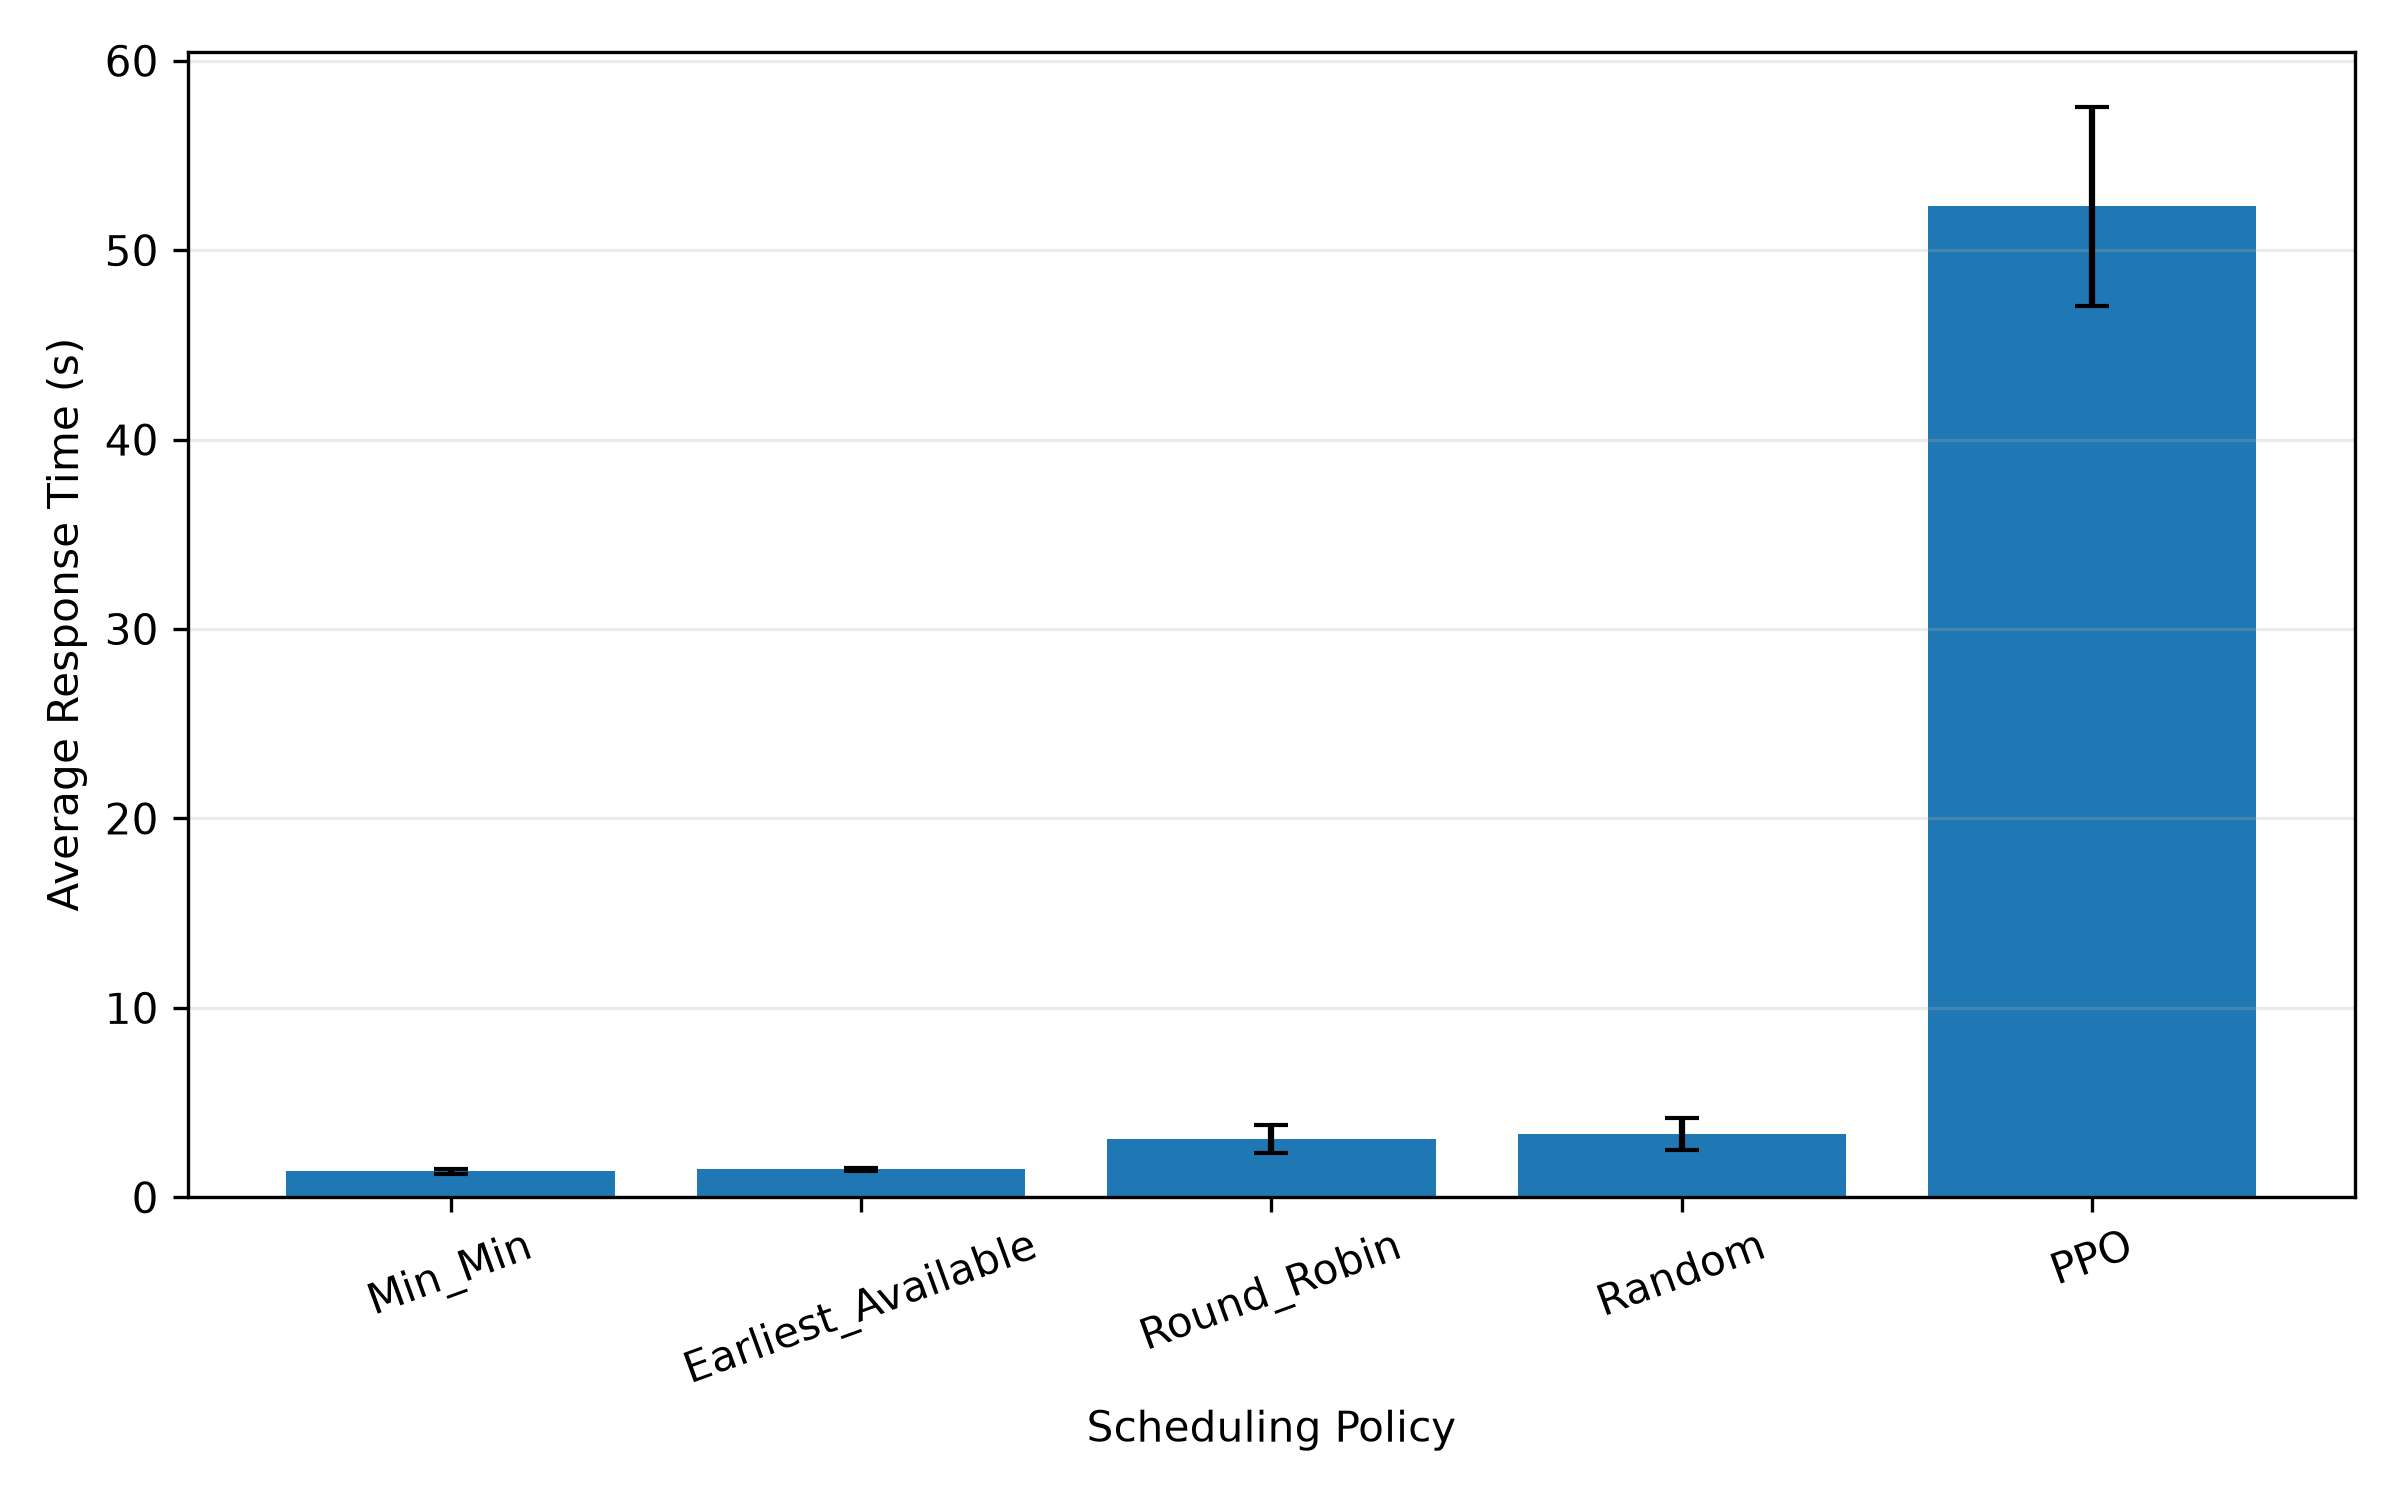 60
50
40
30
20
10
0
Average Response Time (s)
Min_Min
Earliest_Available
Round_Robin
Random
PPO
Scheduling Policy